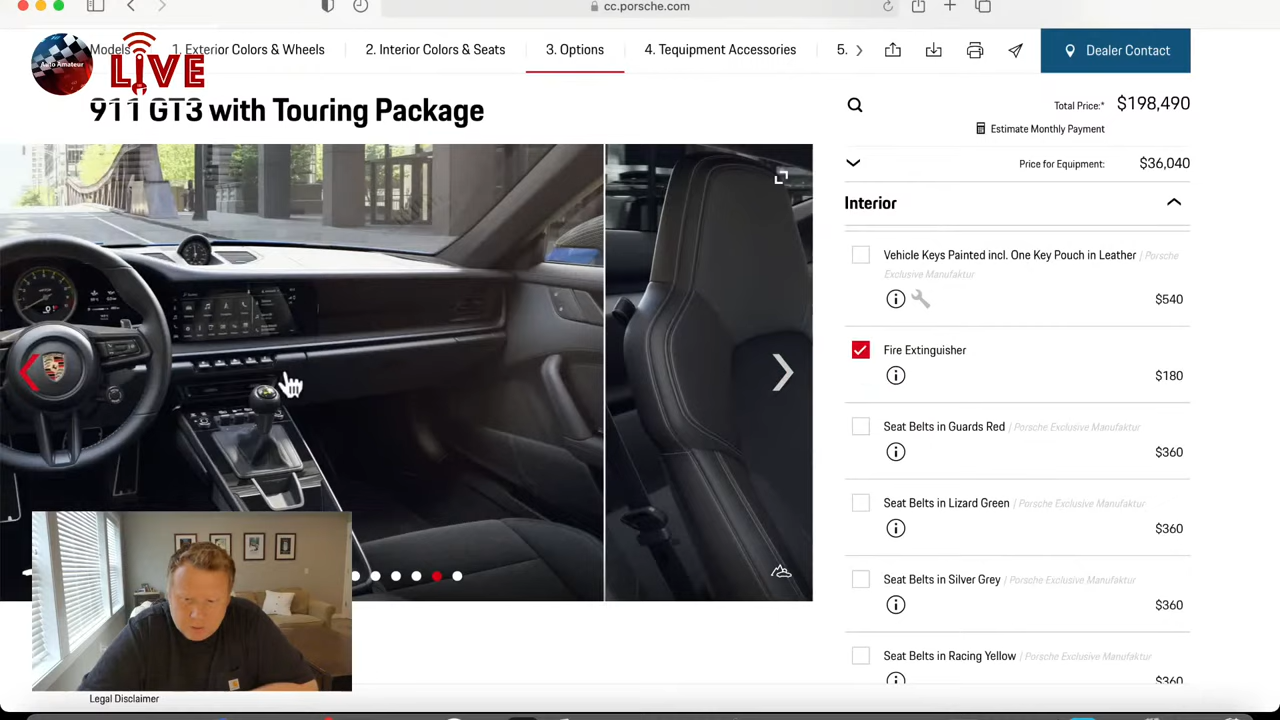 cc.porsche.com
Models
1. Exterior Colors & Wheels
2. Interior Colors & Seats
3. Options
4. Tequipment Accessories
5.
Dealer Contact
Auto Amateur
LIVE
911 GT3 with Touring Package
Total Price:* $198,490
Estimate Monthly Payment
Price for Equipment: $36,040
Interior
Vehicle Keys Painted incl. One Key Pouch in Leather | Porsche
Exclusive Manufaktur
$540
Fire Extinguisher
$180
Seat Belts in Guards Red | Porsche Exclusive Manufaktur
$360
Seat Belts in Lizard Green | Porsche Exclusive Manufaktur
$360
Seat Belts in Silver Grey | Porsche Exclusive Manufaktur
$360
Seat Belts in Racing Yellow | Porsche Exclusive Manufaktur
$360
Legal Disclaimer